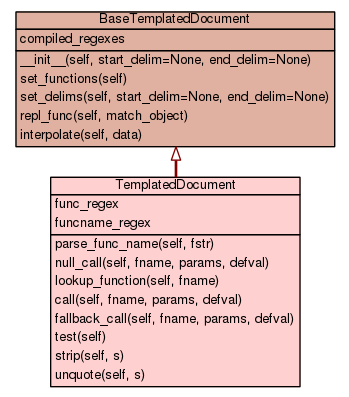 BaseTemplatedDocument
compiled_regexes
__init__(self, start_delim=None, end_delim=None)
set_functions(self)
set_delims(self, start_delim=None, end_delim=None)
repl_func(self, match_object)
interpolate(self, data)
TemplatedDocument
func_regex
funcname_regex
parse_func_name(self, fstr)
null_call(self, fname, params, defval)
lookup_function(self, fname)
call(self, fname, params, defval)
fallback_call(self, fname, params, defval)
test(self)
strip(self, s)
unquote(self, s)